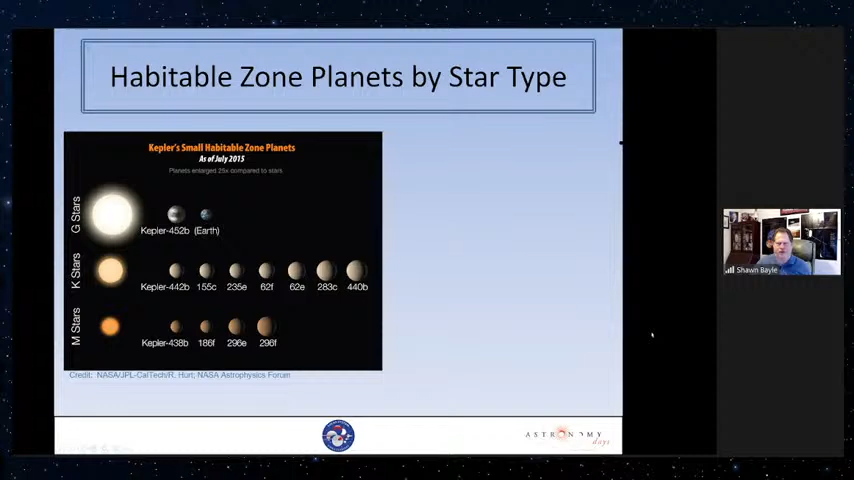 Habitable Zone Planets by Star Type
Kepler's Small Habitable Zone Planets
As of July 2015
Planets enlarged 25x compared to stars
G Stars
Kepler-452b (Earth)
K Stars
Kepler-442b 155c 235e 62f 62e 283c 440b
M Stars
Kepler-438b 186f 296e 296f
Credit: NASA/JPL-CalTech/R. Hurt; NASA Astrophysics Forum
Shawn Bayle
ASTRONOMY
days